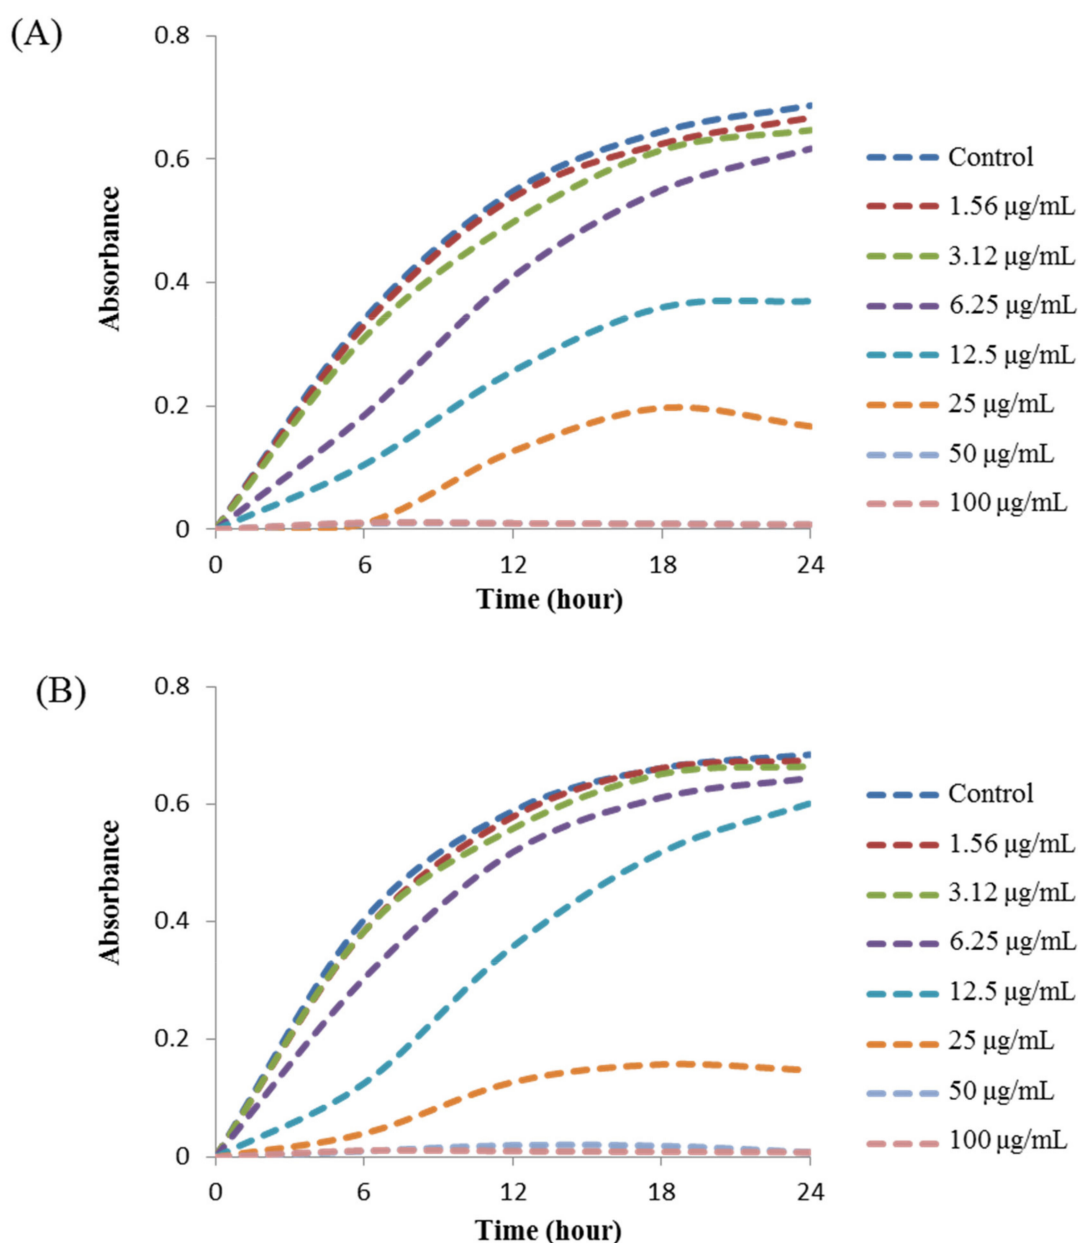 (A)
0.8
0.6
0.4
0.2
0
Absorbance
0 6 12 18 24
Time (hour)
Control
1.56 µg/mL
3.12 µg/mL
6.25 µg/mL
12.5 µg/mL
25 µg/mL
50 µg/mL
100 µg/mL
(B)
0.8
0.6
0.4
0.2
0
Absorbance
0 6 12 18 24
Time (hour)
Control
1.56 µg/mL
3.12 µg/mL
6.25 µg/mL
12.5 µg/mL
25 µg/mL
50 µg/mL
100 µg/mL